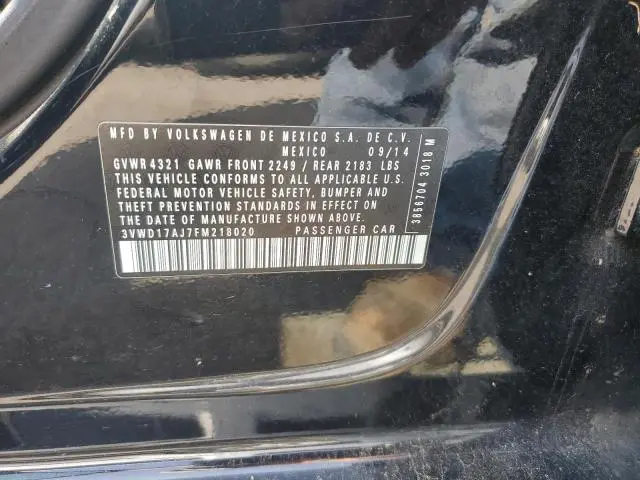 MFD BY VOLKSWAGEN DE MEXICO S.A. DE C.V.
MEXICO 09/14
GVWR 4321 GAWR FRONT 2249 / REAR 2183 LBS
THIS VEHICLE CONFORMS TO ALL APPLICABLE U.S.
FEDERAL MOTOR VEHICLE SAFETY, BUMPER AND
THEFT PREVENTION STANDARDS IN EFFECT ON
THE DATE OF MANUFACTURE SHOWN ABOVE.
3VWD17AJ7FM218020 PASSENGER CAR
3856704 3018 M